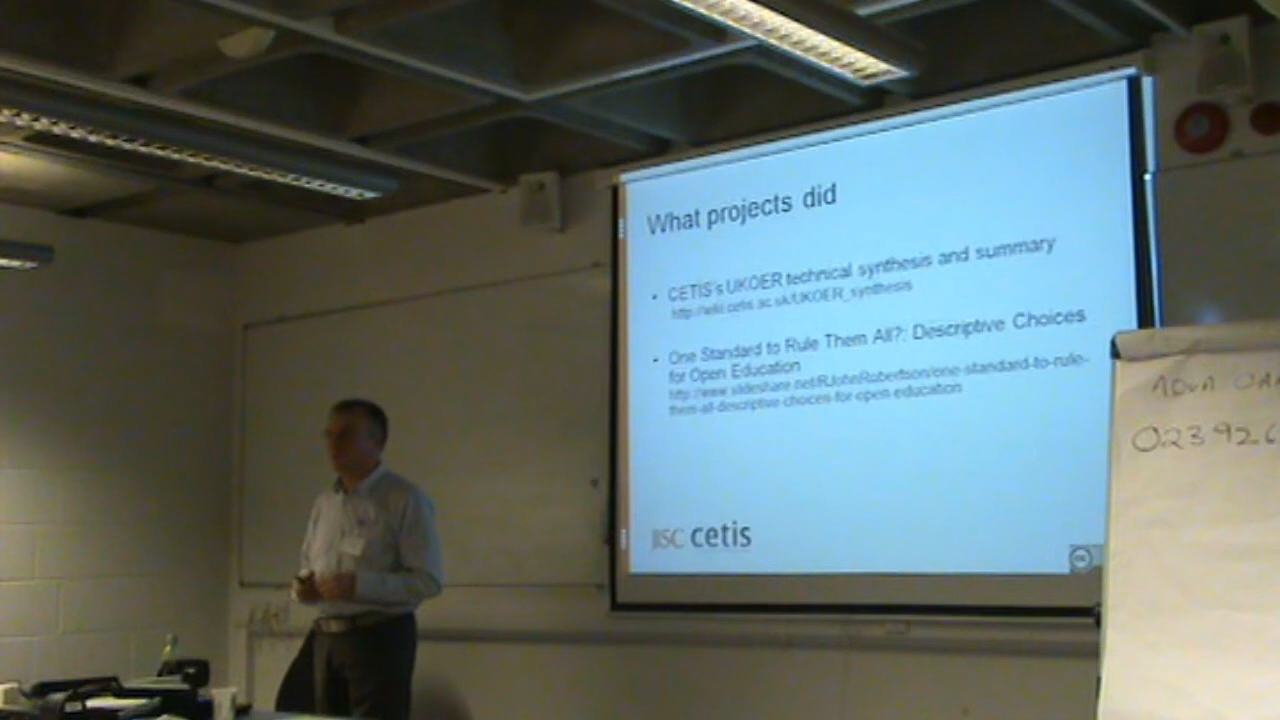 What projects did
• CETIS's UKOER technical synthesis and summary
http://wiki.cetis.ac.uk/UKOER_synthesis
• One Standard to Rule Them All?: Descriptive Choices
for Open Education
http://www.slideshare.net/RJohnRobertson/one-standard-to-rule-
them-all-descriptive-choices-for-open-education
JISC cetis
cc
023926